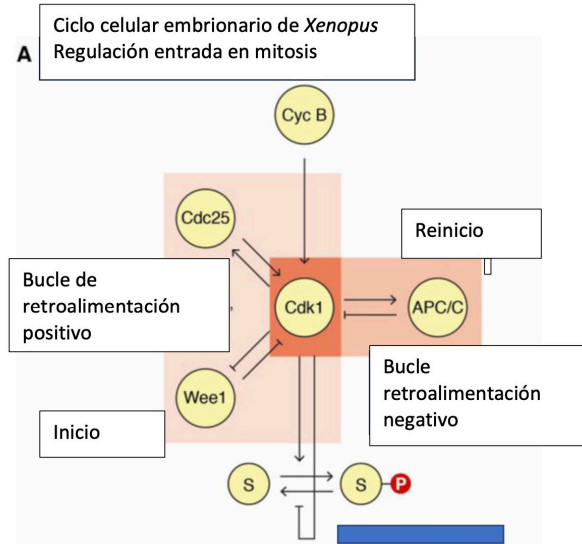 Ciclo celular embrionario de Xenopus
Regulación entrada en mitosis
A
Cyc B
Cdc25
Reinicio
Bucle de
retroalimentación
positivo
Cdk1
APC/C
Bucle
retroalimentación
negativo
Wee1
Inicio
S
S
P